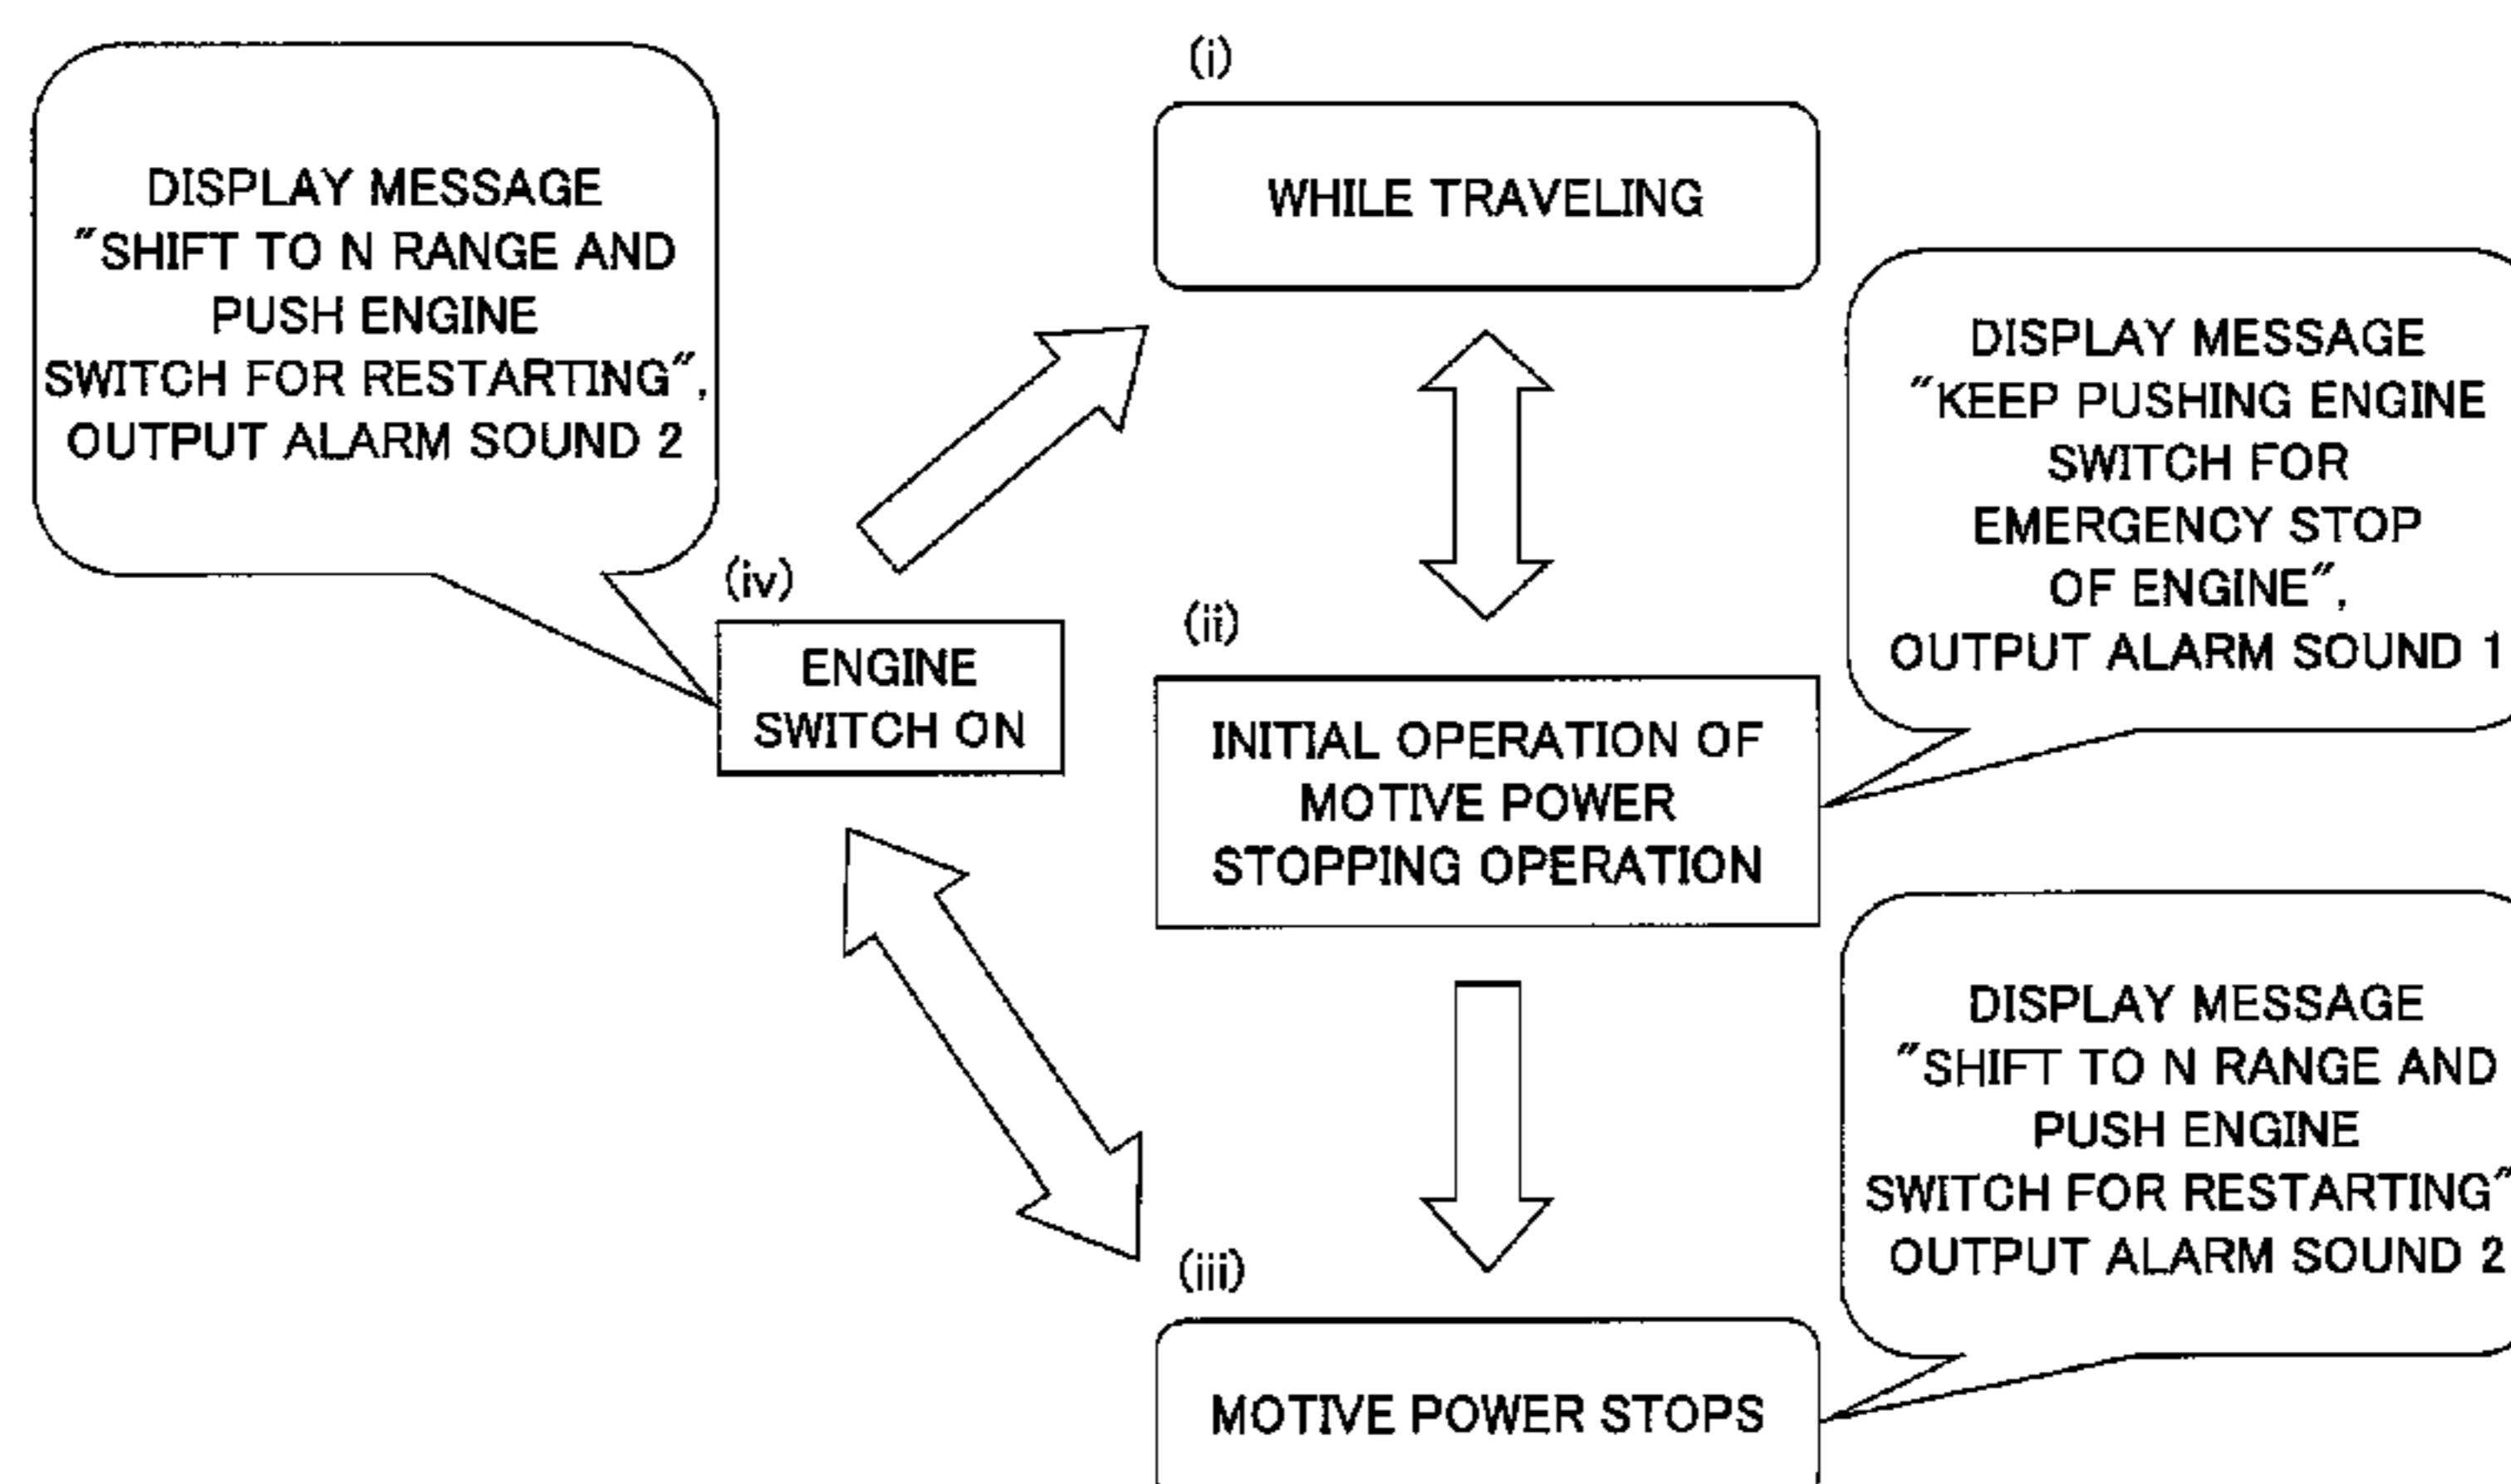 (i)
WHILE TRAVELING
DISPLAY MESSAGE
"SHIFT TO N RANGE AND
PUSH ENGINE
SWITCH FOR RESTARTING",
OUTPUT ALARM SOUND 2
DISPLAY MESSAGE
"KEEP PUSHING ENGINE
SWITCH FOR
EMERGENCY STOP
OF ENGINE",
OUTPUT ALARM SOUND 1
(iv)
ENGINE
SWITCH ON
(ii)
INITIAL OPERATION OF
MOTIVE POWER
STOPPING OPERATION
DISPLAY MESSAGE
"SHIFT TO N RANGE AND
PUSH ENGINE
SWITCH FOR RESTARTING"
OUTPUT ALARM SOUND 2
(iii)
MOTIVE POWER STOPS